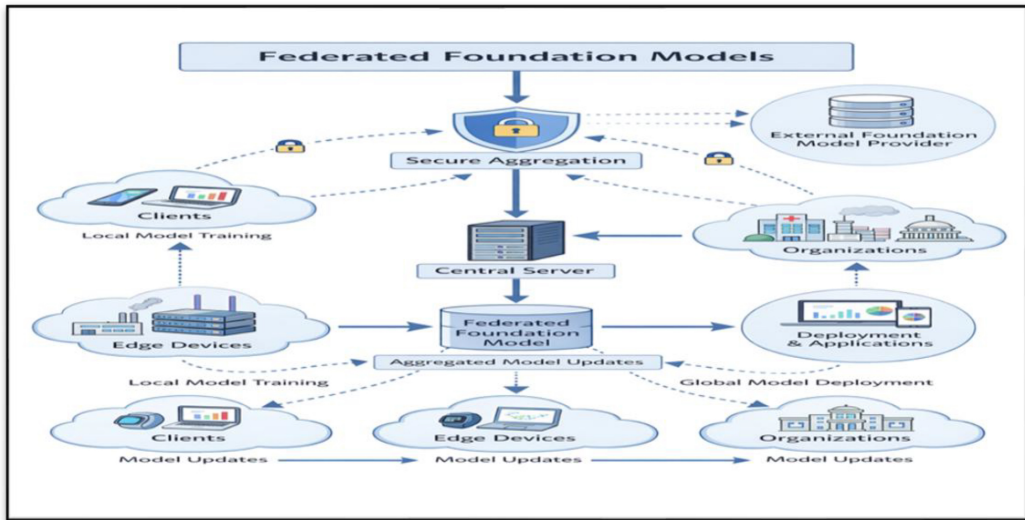 Federated Foundation Models
External Foundation
Model Provider
Secure Aggregation
Clients
Local Model Training
Organizations
Central Server
Edge Devices
Federated
Foundation
Model
Deployment
& Applications
Aggregated Model Updates
Local Model Training
Global Model Deployment
Clients
Edge Devices
Organizations
Model Updates
Model Updates
Model Updates